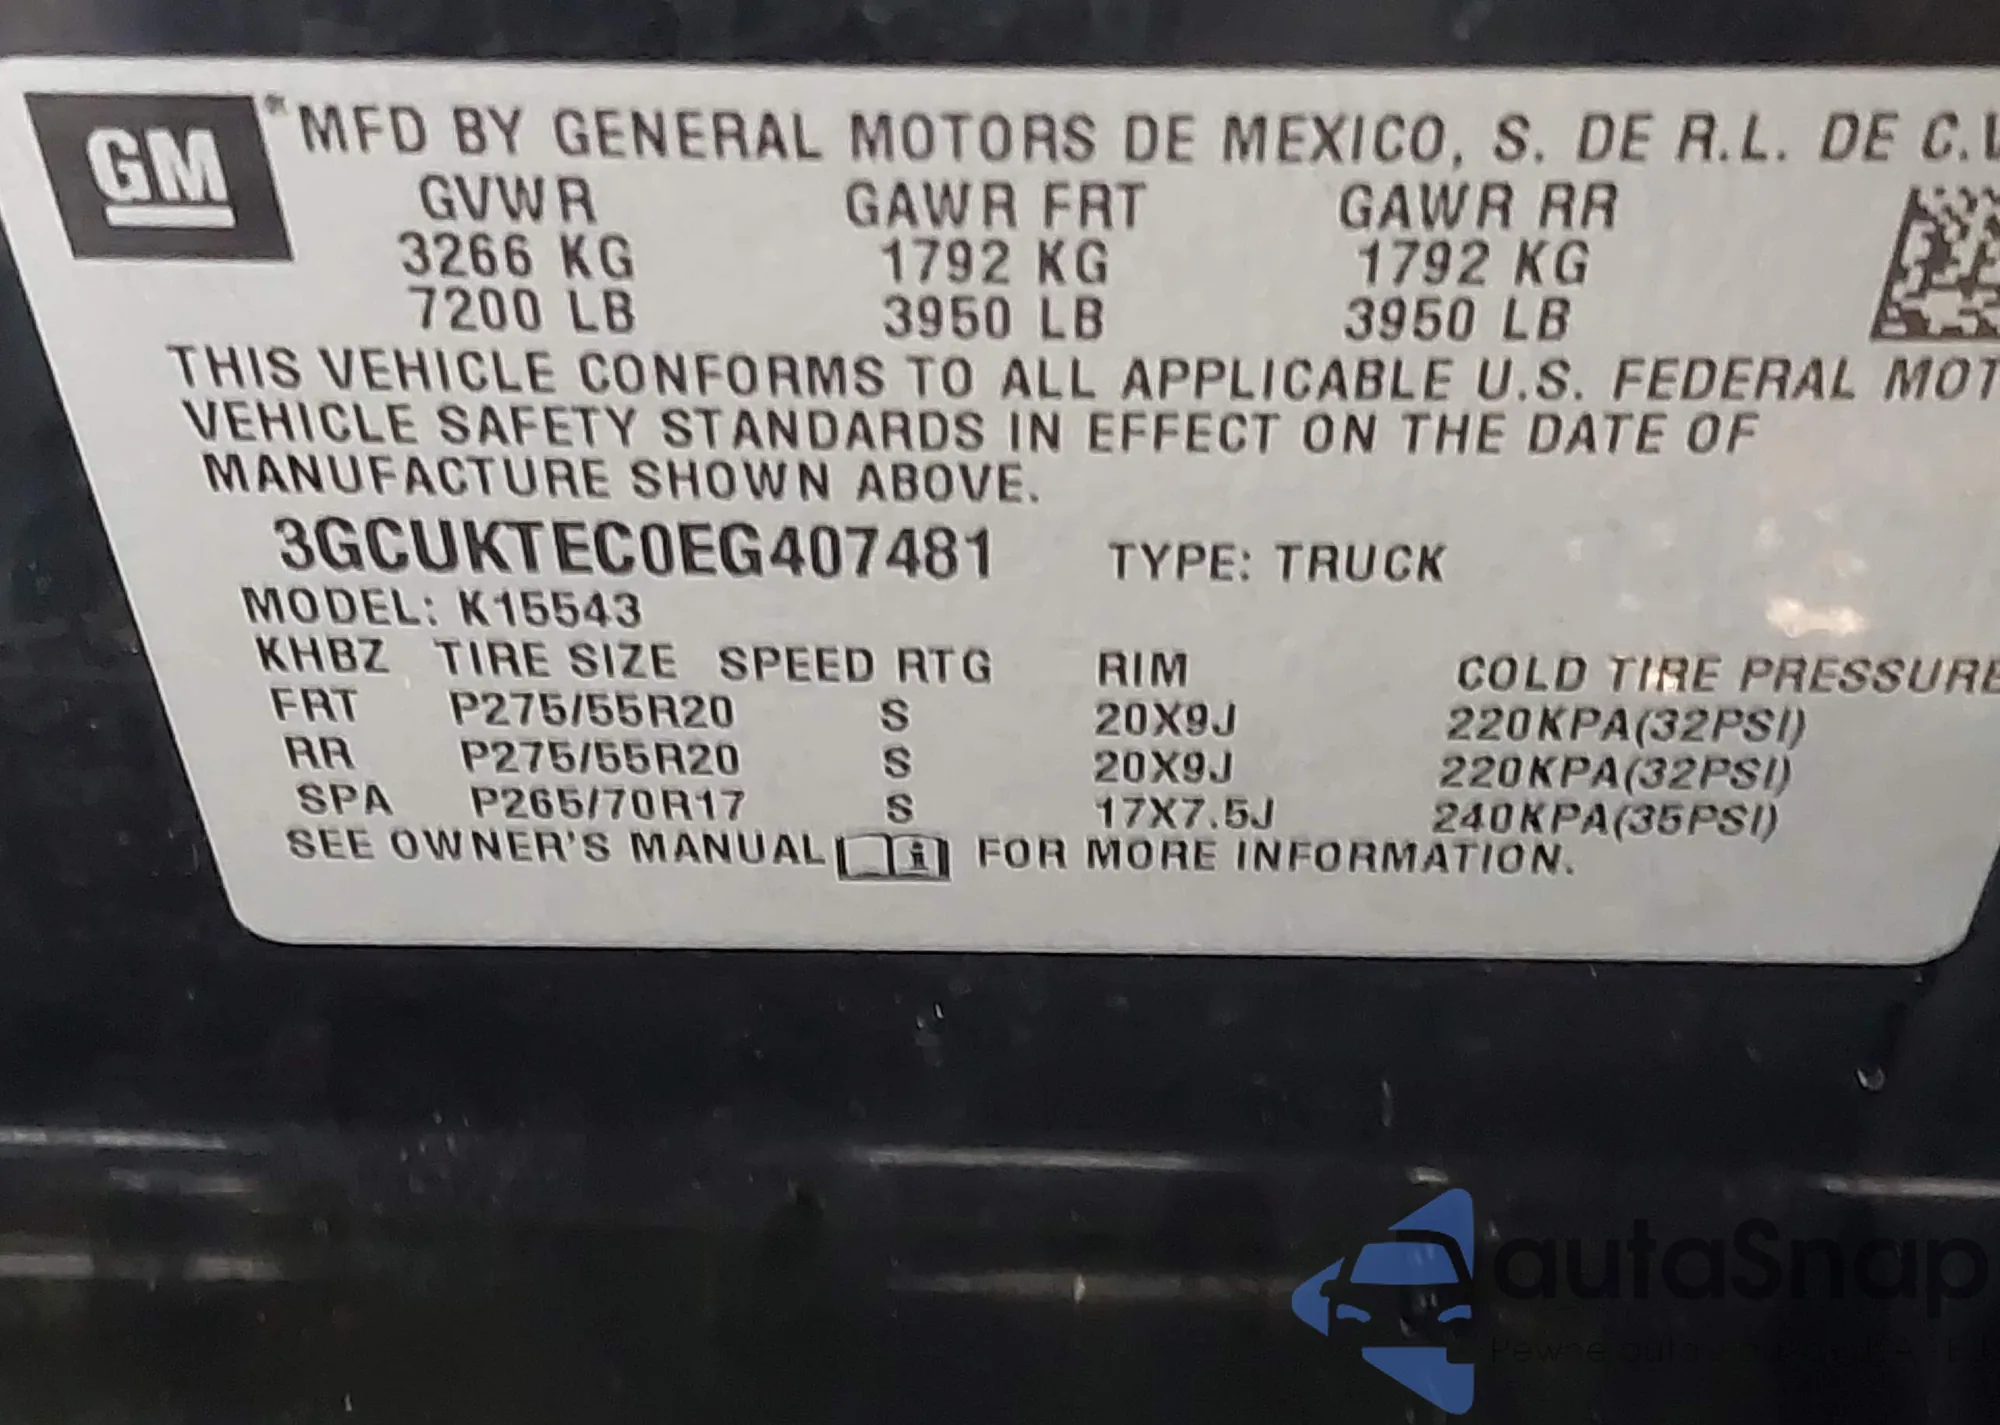 GM
® MFD BY GENERAL MOTORS DE MEXICO, S. DE R.L. DE C.V
GVWR GAWR FRT GAWR RR
3266 KG 1792 KG 1792 KG
7200 LB 3950 LB 3950 LB
THIS VEHICLE CONFORMS TO ALL APPLICABLE U.S. FEDERAL MOT
VEHICLE SAFETY STANDARDS IN EFFECT ON THE DATE OF
MANUFACTURE SHOWN ABOVE.
3GCUKTEC0EG407481 TYPE: TRUCK
MODEL: K15543
KHBZ TIRE SIZE SPEED RTG RIM COLD TIRE PRESSURE
FRT P275/55R20 S 20X9J 220KPA(32PSI)
RR P275/55R20 S 20X9J 220KPA(32PSI)
SPA P265/70R17 S 17X7.5J 240KPA(35PSI)
SEE OWNER'S MANUAL i FOR MORE INFORMATION.
autaSnap
Pewne auta